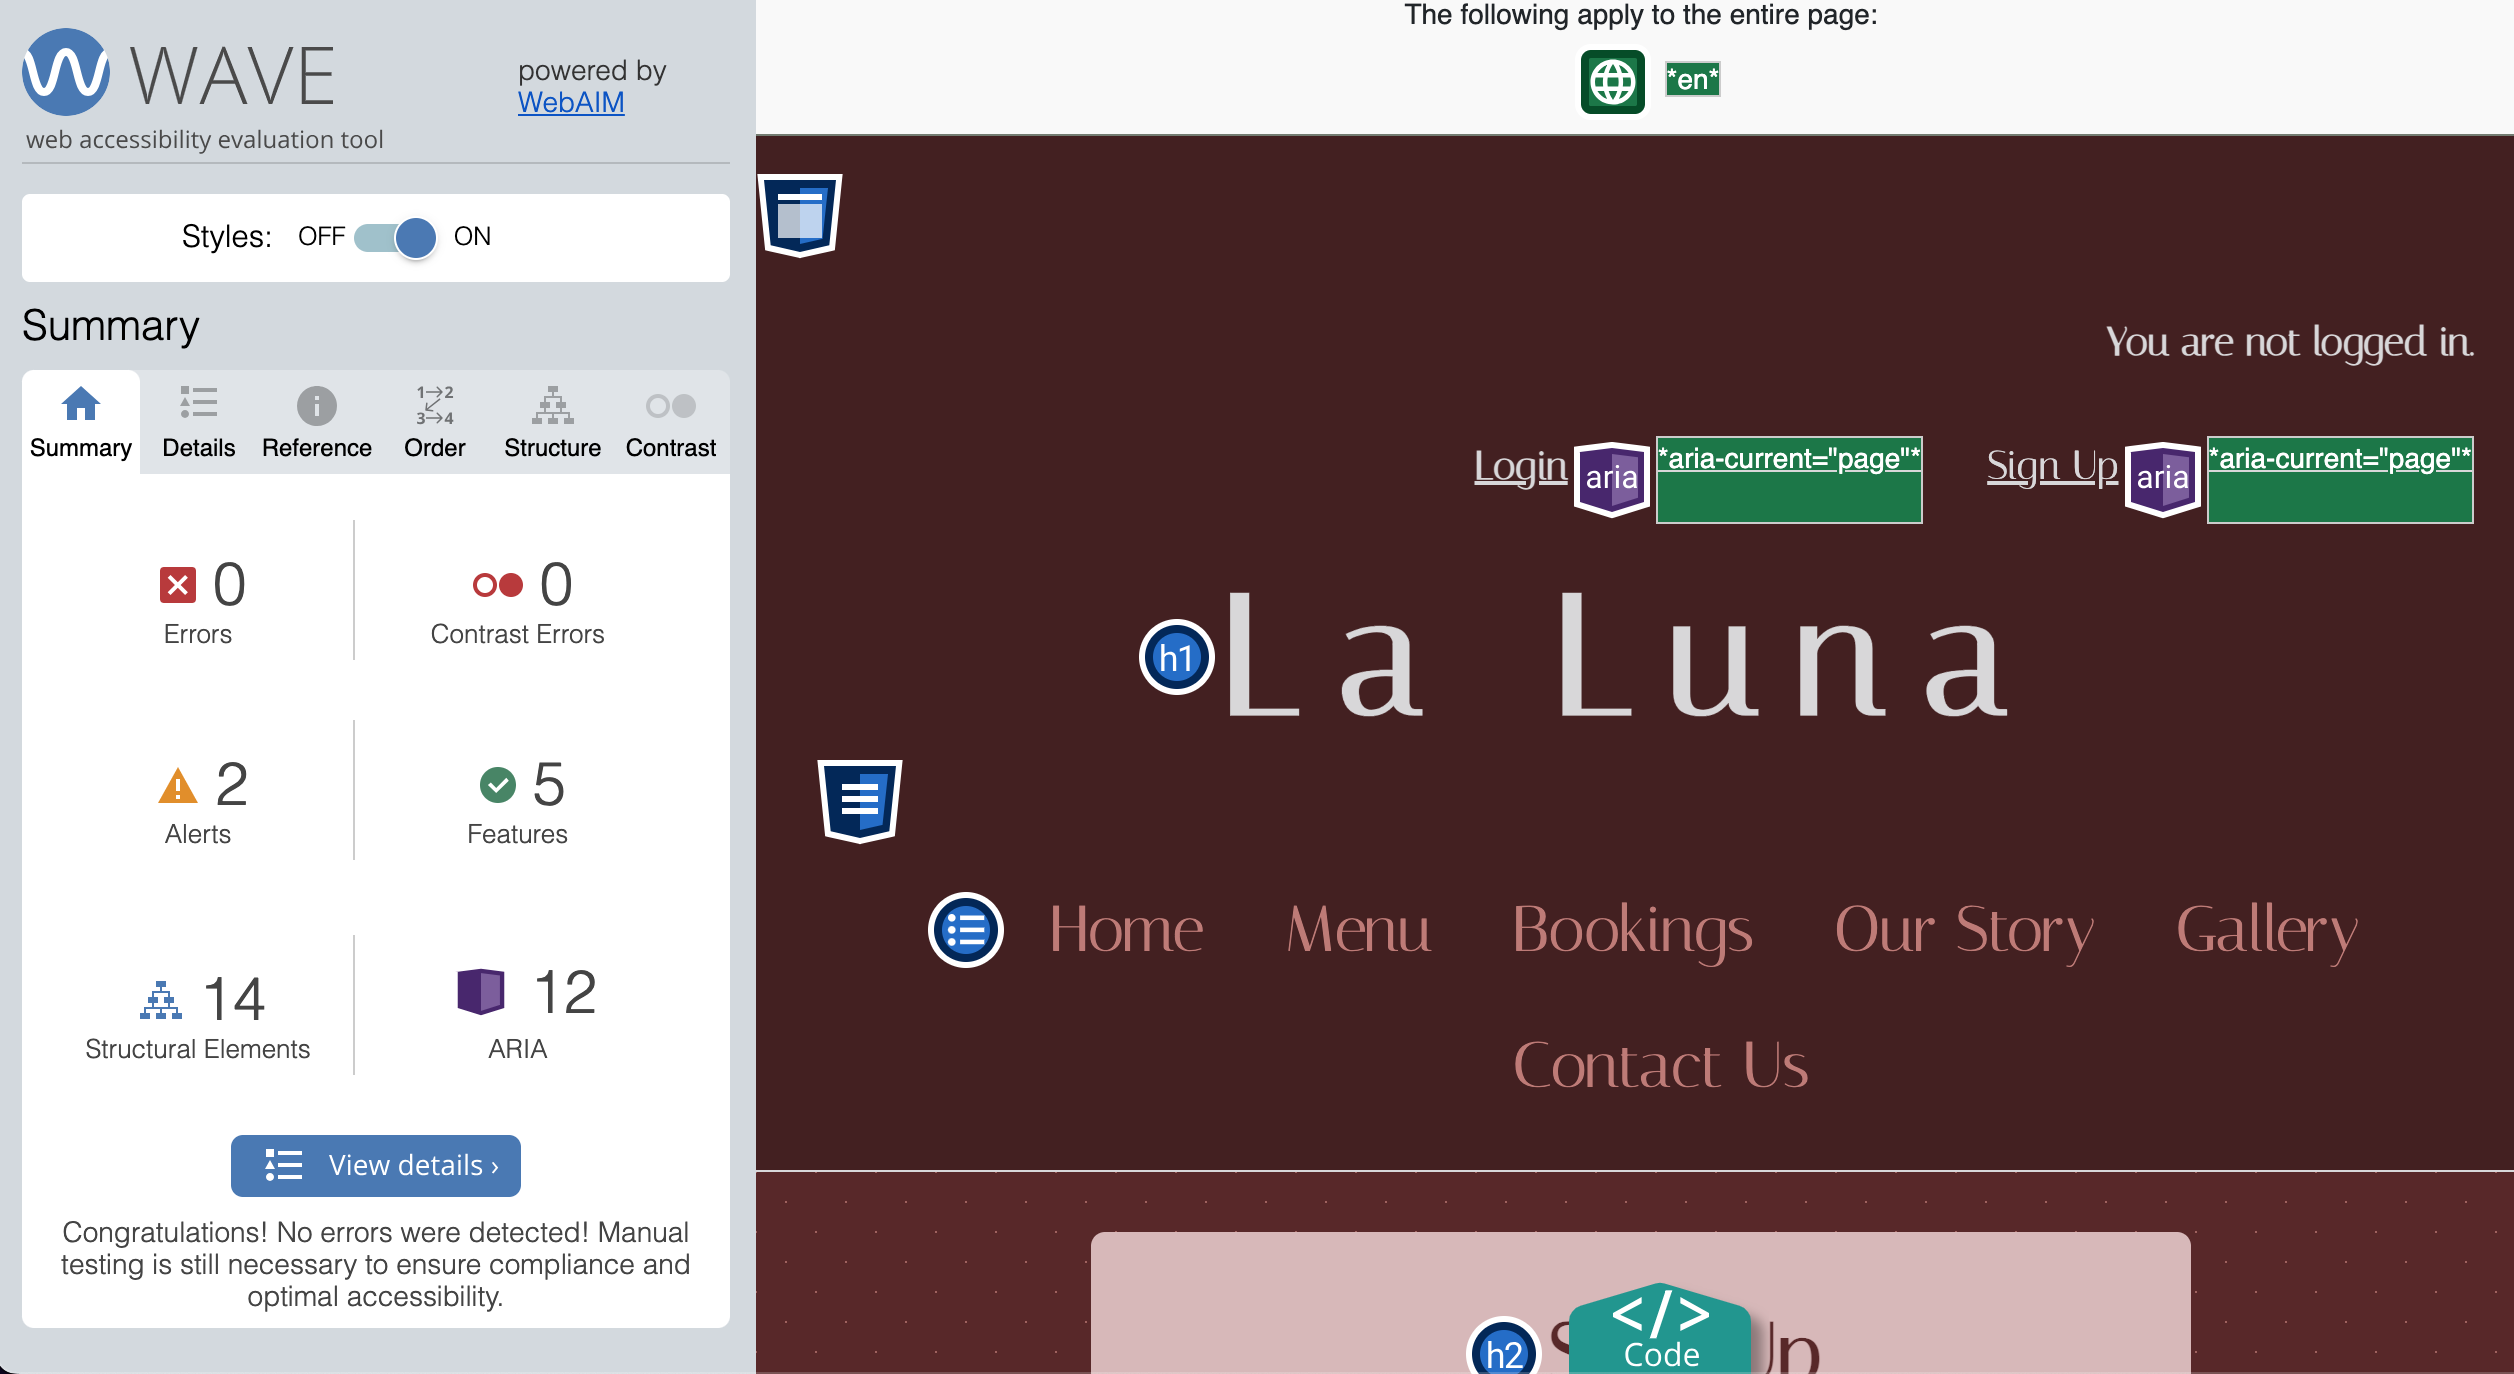 WAVE
powered by
WebAIM
web accessibility evaluation tool
Styles: OFF ON
Summary
Summary
Details
Reference
1→2
3→4
Order
Structure
Contrast
0
Errors
0
Contrast Errors
2
Alerts
5
Features
14
Structural Elements
12
ARIA
View details ›
Congratulations! No errors were detected! Manual
testing is still necessary to ensure compliance and
optimal accessibility.
The following apply to the entire page:
*en*
You are not logged in.
Login aria *aria-current="page"* Sign Up aria *aria-current="page"*
h1 La Luna
Home Menu Bookings Our Story Gallery
Contact Us
h2
</>
Code